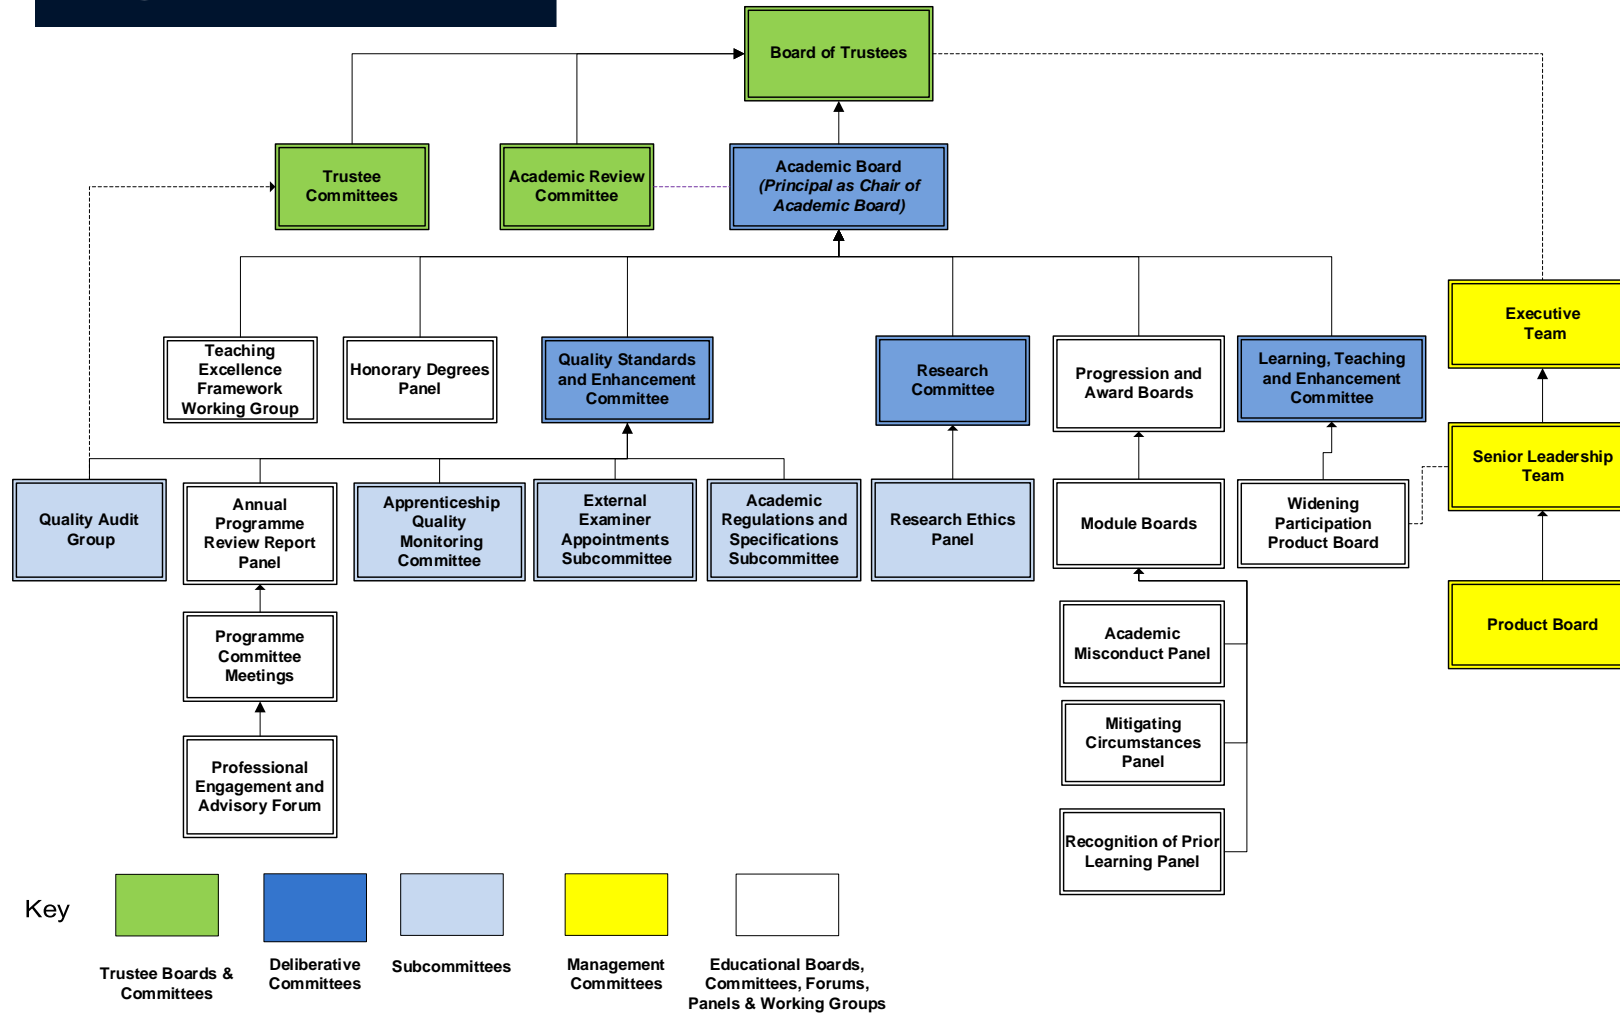 Board of Trustees
Trustee
Committees
Academic Review
Committee
Academic Board
(Principal as Chair of
Academic Board)
Executive
Team
Teaching
Excellence
Framework
Working Group
Honorary Degrees
Panel
Quality Standards
and Enhancement
Committee
Research
Committee
Progression and
Award Boards
Learning, Teaching
and Enhancement
Committee
Senior Leadership
Team
Quality Audit
Group
Annual
Programme
Review Report
Panel
Apprenticeship
Quality
Monitoring
Committee
External
Examiner
Appointments
Subcommittee
Academic
Regulations and
Specifications
Subcommittee
Research Ethics
Panel
Module Boards
Widening
Participation
Product Board
Product Board
Programme
Committee
Meetings
Academic
Misconduct Panel
Professional
Engagement and
Advisory Forum
Mitigating
Circumstances
Panel
Recognition of Prior
Learning Panel
Key
Trustee Boards &
Committees
Deliberative
Committees
Subcommittees
Management
Committees
Educational Boards,
Committees, Forums,
Panels & Working Groups